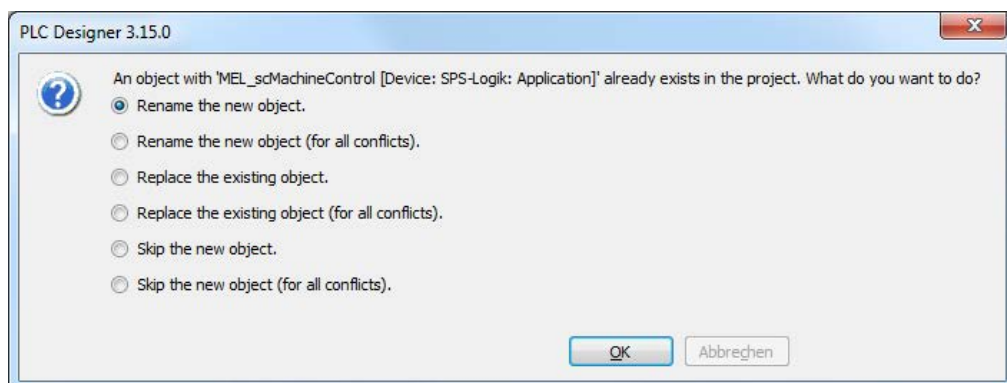 PLC Designer 3.15.0
An object with 'MEL_scMachineControl [Device: SPS-Logik: Application]' already exists in the project. What do you want to do?
Rename the new object.
Rename the new object (for all conflicts).
Replace the existing object.
Replace the existing object (for all conflicts).
Skip the new object.
Skip the new object (for all conflicts).
OK Abbrechen